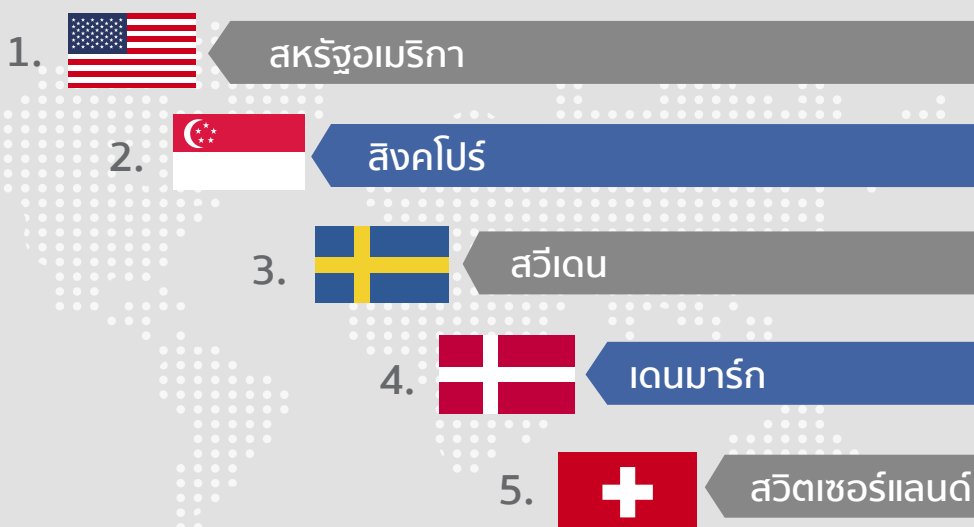 1. สหรัฐอเมริกา
2. สิงคโปร์
3. สวีเดน
4. เดนมาร์ก
5. สวิตเซอร์แลนด์